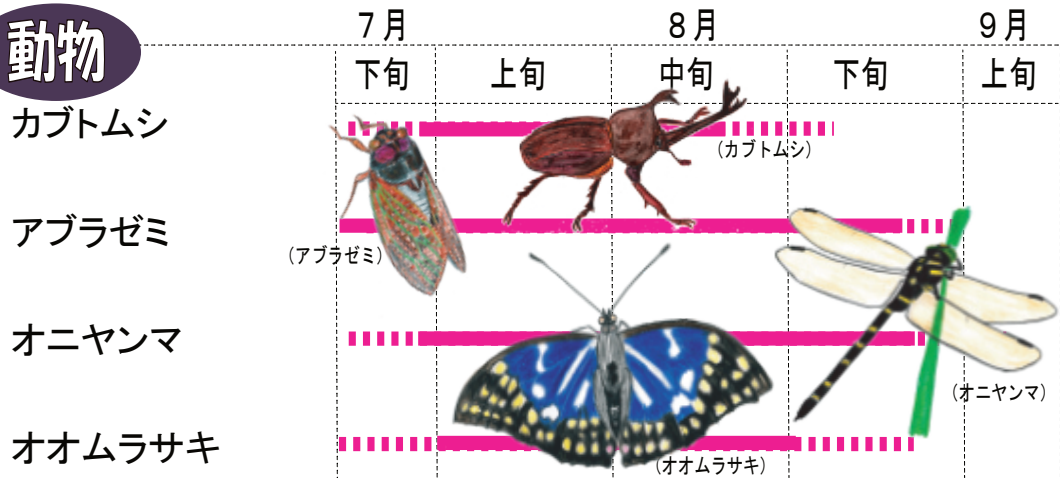 動物
7月 8月 9月
下旬 上旬 中旬 下旬 上旬
カブトムシ
(カブトムシ)
アブラゼミ
(アブラゼミ)
オニヤンマ
(オニヤンマ)
オオムラサキ
(オオムラサキ)